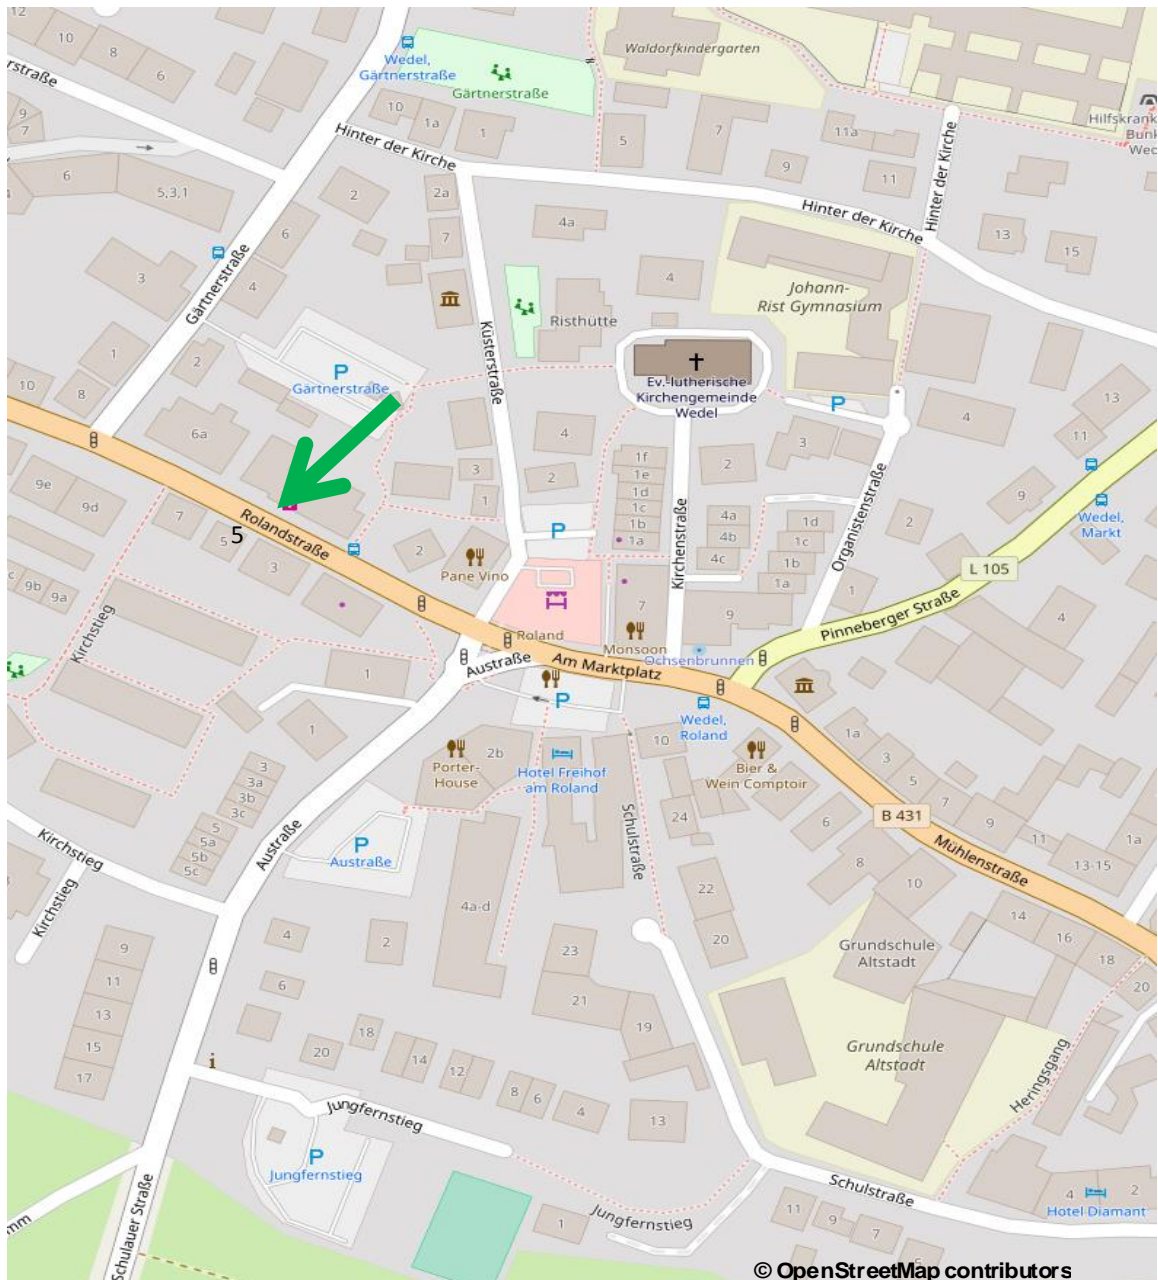 12
10
8
6
rstraße
Wedel,
Gärtnerstraße
Gärtnerstraße
Waldorfkindergarten
Hilfskrank
Bunk
Wed
9
7
6
5,3,1
10
1a
1
5
7
11a
9
11
Hinter der Kirche
Hinter der Kirche
Hinter der Kirche
2
2a
7
4a
4
13
15
6
3
4
Gärtnerstraße
Johann-
Rist Gymnasium
Risthütte
Küsterstraße
1
2
P
Gärtnerstraße
10
8
Ev.-lutherische
Kirchengemeinde
Wedel
P
4
13
11
6a
4
3
2
1f
1e
1d
1c
1b
1a
2
3
9e
9d
3
1
9
7
5
5
3
Rolandstraße
P
4a
4b
4c
1d
1c
1b
1a
2
1
Kirchenstraße
Organistenstraße
Wedel,
Markt
L 105
2
Pane Vino
9b
9a
c
Kirchstieg
7
9
Pinneberger Straße
Roland
Monsoon
Ochsenbrunnen
Austraße
Am Marktplatz
1
P
Wedel,
Roland
1
2b
Porter-
House
Hotel Freihof
am Roland
10
Bier &
Wein Comptoir
1a
3
5
7
9
11
13-15
1a
3
3a
3b
3c
5
5a
5b
5c
24
Schulstraße
6
B 431
Mühlenstraße
Kirchstieg
Kirchstieg
Austraße
P
Austraße
8
10
22
20
4a-d
4
2
23
21
19
14
16
18
20
Grundschule
Altstadt
9
11
13
15
17
6
Grundschule
Altstadt
i
20
18
14
12
8
6
4
13
Heringsgang
Jungfernstieg
P
Jungfernstieg
Jungfernstieg
1
Schulstraße
11
9
7
5
4
2
Hotel Diamant
Schulauer Straße
mm
© OpenStreetMap contributors